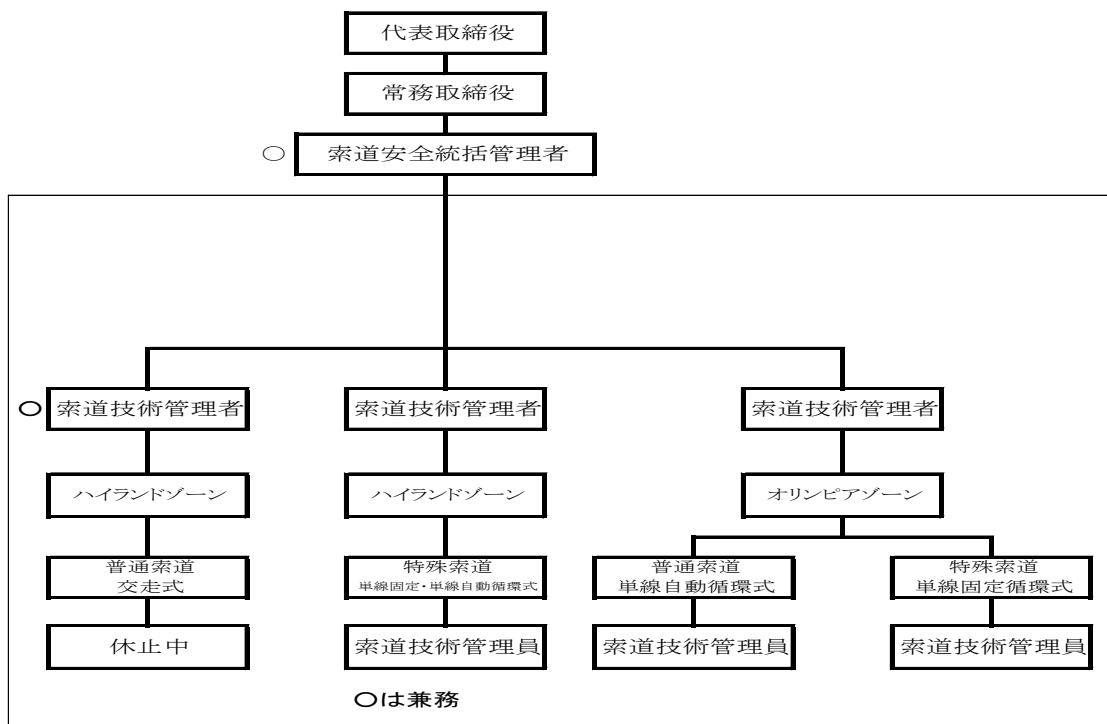 代表取締役
常務取締役
○ 索道安全統括管理者
○ 索道技術管理者
索道技術管理者
索道技術管理者
ハイランドゾーン
ハイランドゾーン
オリンピアゾーン
普通索道
交走式
特殊索道
単線固定・単線自動循環式
普通索道
単線自動循環式
特殊索道
単線固定循環式
休止中
索道技術管理員
索道技術管理員
索道技術管理員
○は兼務